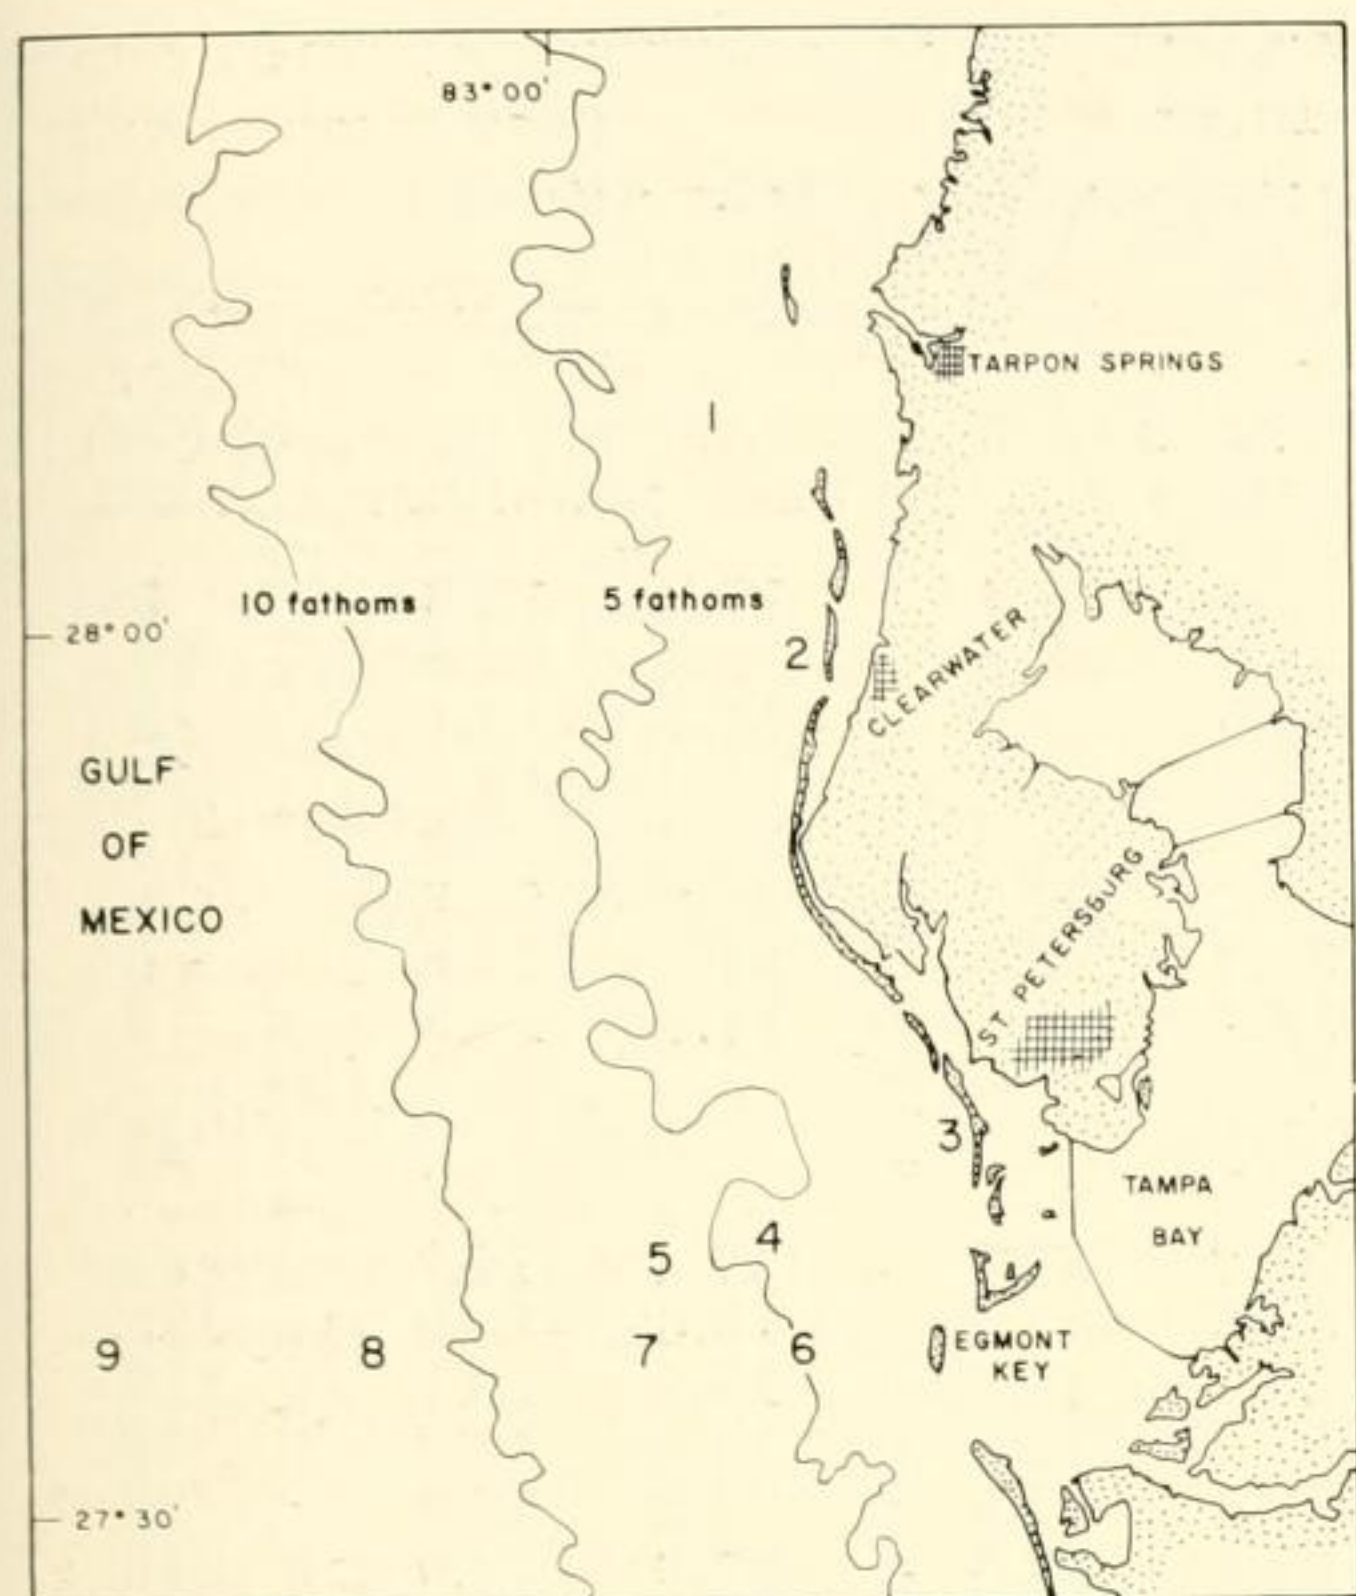 83°00'
TARPON SPRINGS
1
10 fathoms
5 fathoms
28°00'
2
CLEARWATER
GULF
OF
MEXICO
ST PETERSBURG
3
TAMPA
BAY
4
5
9
8
7
6
EGMONT
KEY
27°30'